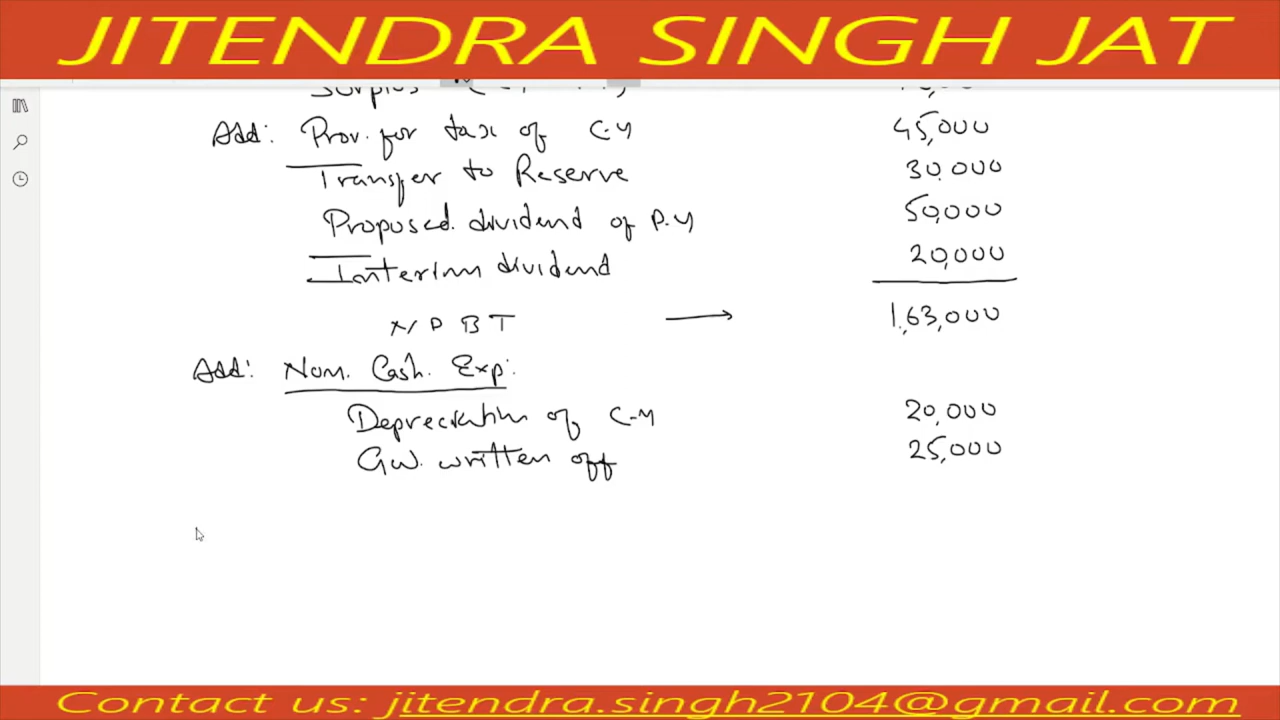 JITENDRA SINGH JAT
Surplus
Add: Prov. for tax of C.Y 45,000
Transfer to Reserve 30,000
Proposed. dividend of P.Y 50,000
Interim dividend 20,000
N P B T → 1,63,000
Add: Non. Cash. Exp:
Depreciation of C-Y 20,000
GW. written off 25,000
Contact us: jitendra.singh2104@gmail.com